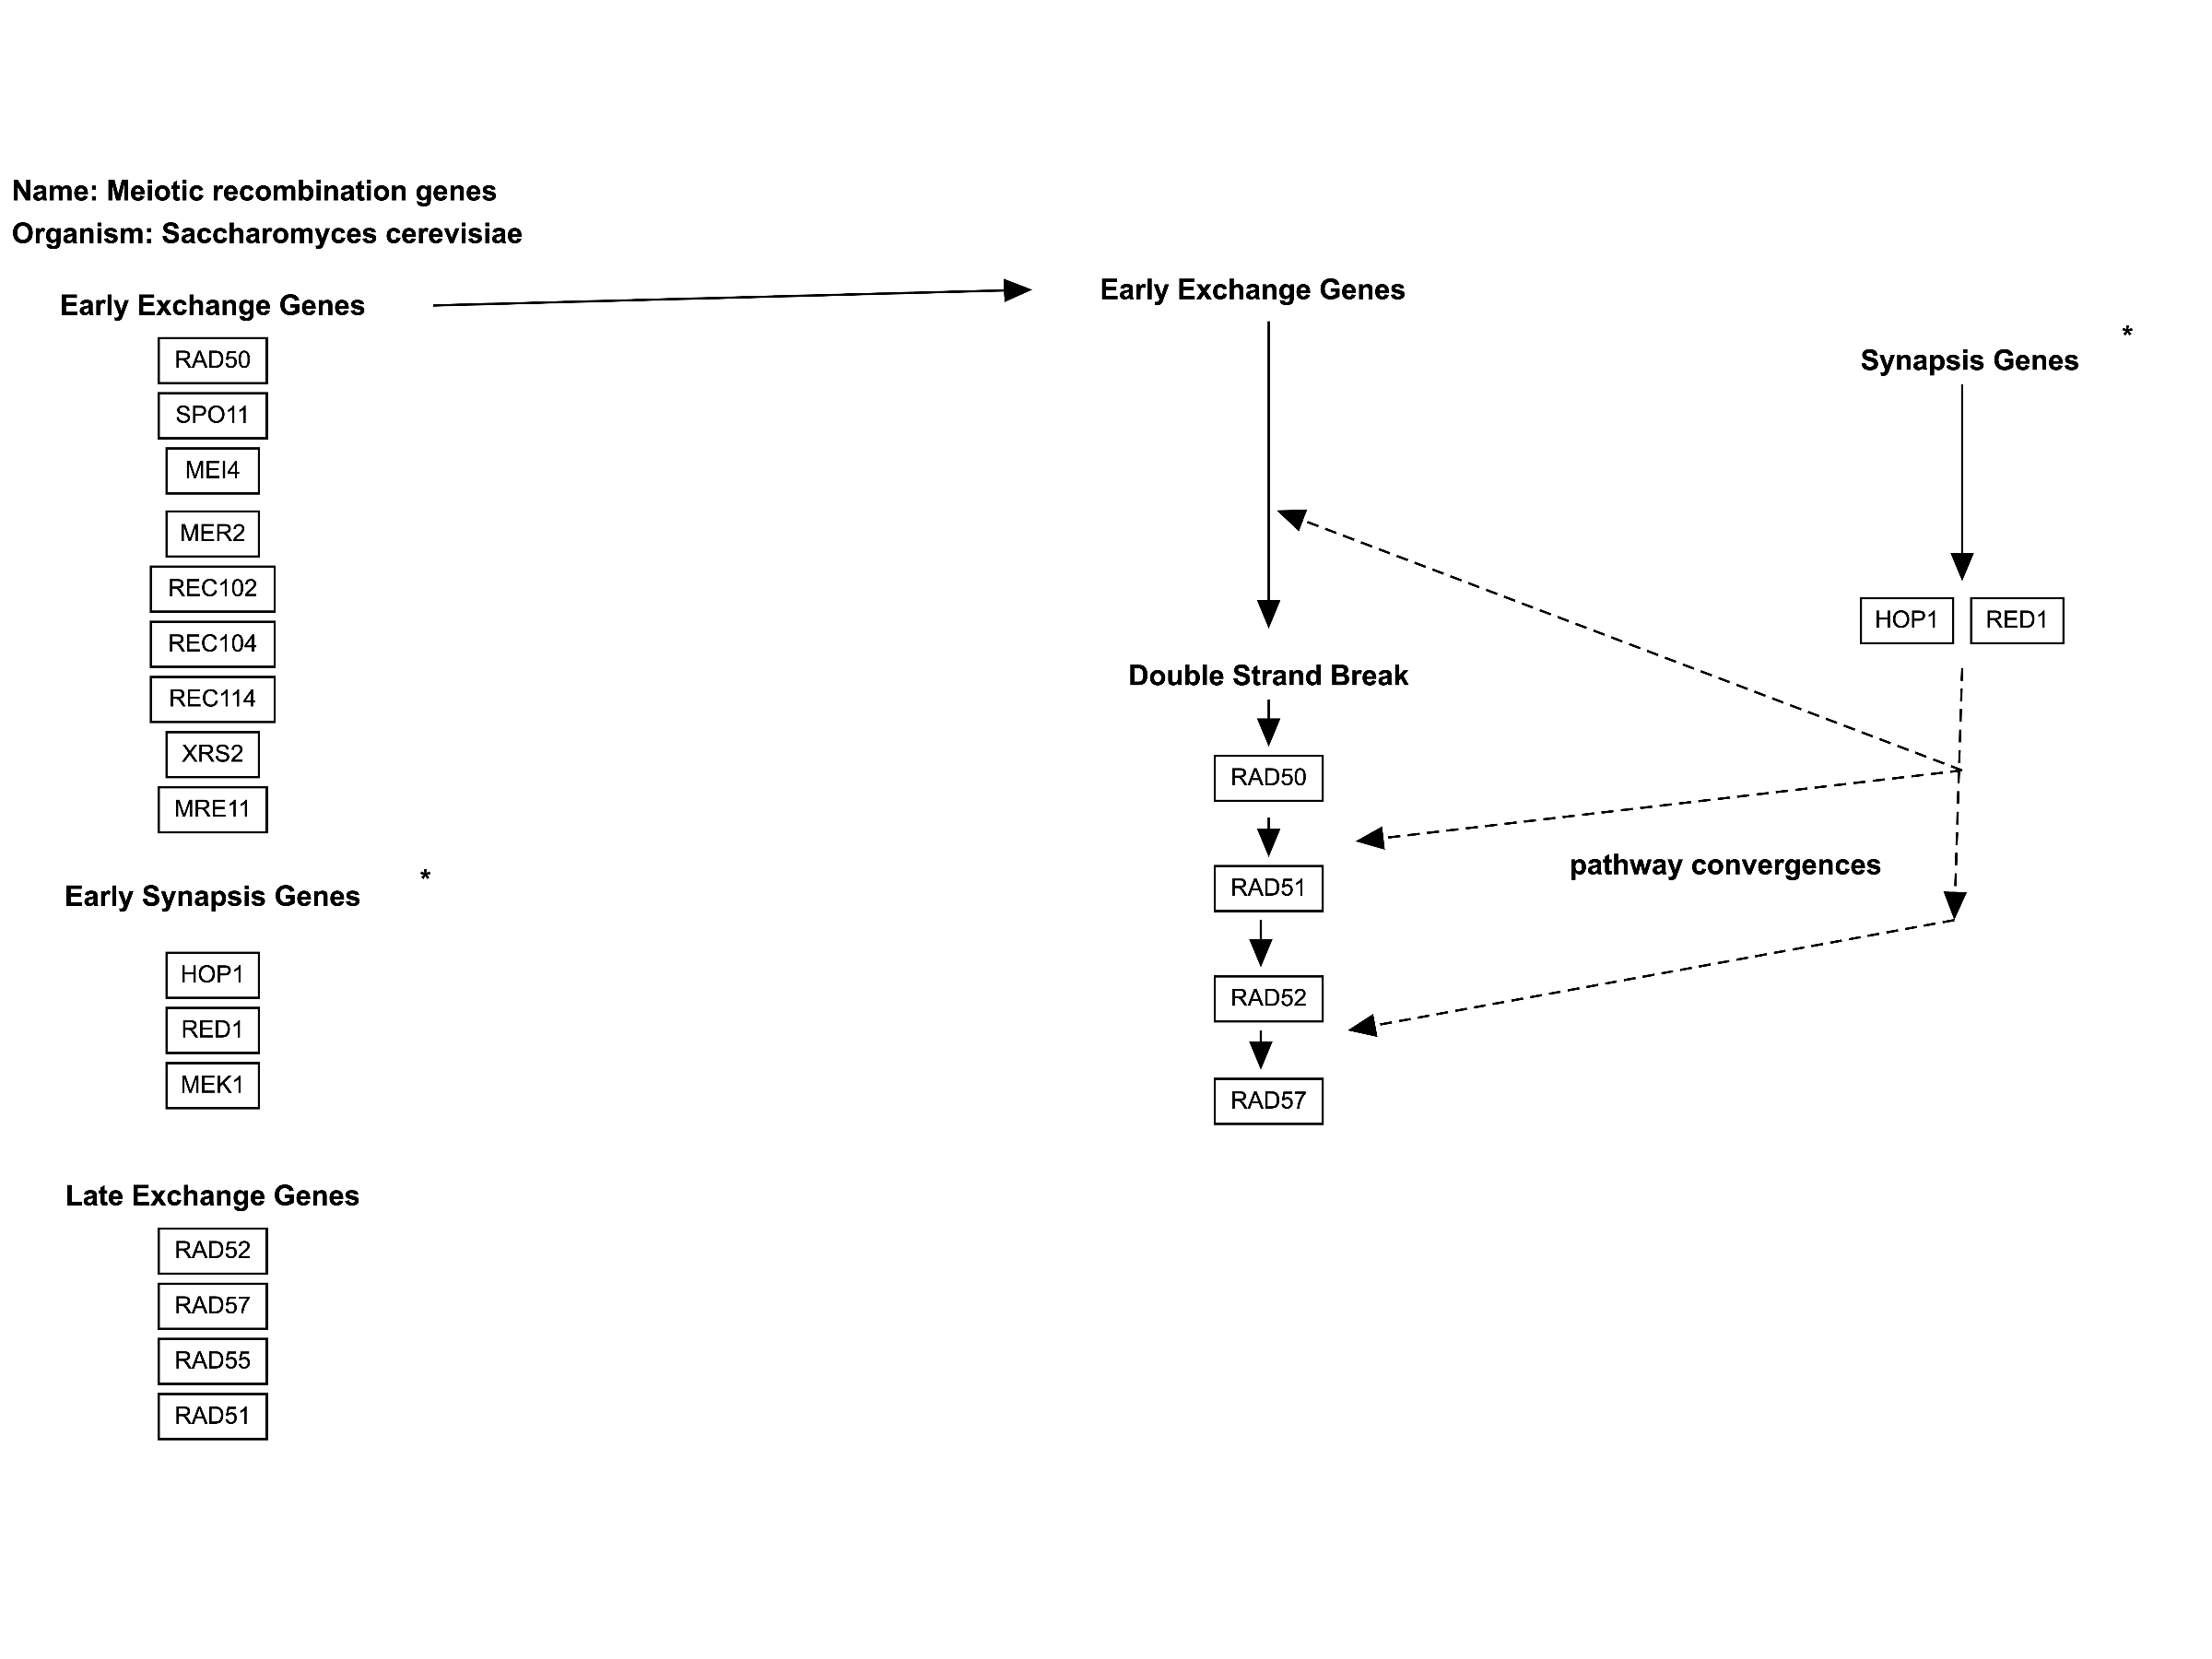 Name: Meiotic recombination genes
Organism: Saccharomyces cerevisiae
Early Exchange Genes
RAD50
SPO11
MEI4
MER2
REC102
REC104
REC114
XRS2
MRE11
Early Synapsis Genes *
HOP1
RED1
MEK1
Late Exchange Genes
RAD52
RAD57
RAD55
RAD51
Early Exchange Genes
Double Strand Break
RAD50
RAD51
RAD52
RAD57
Synapsis Genes *
HOP1 RED1
pathway convergences